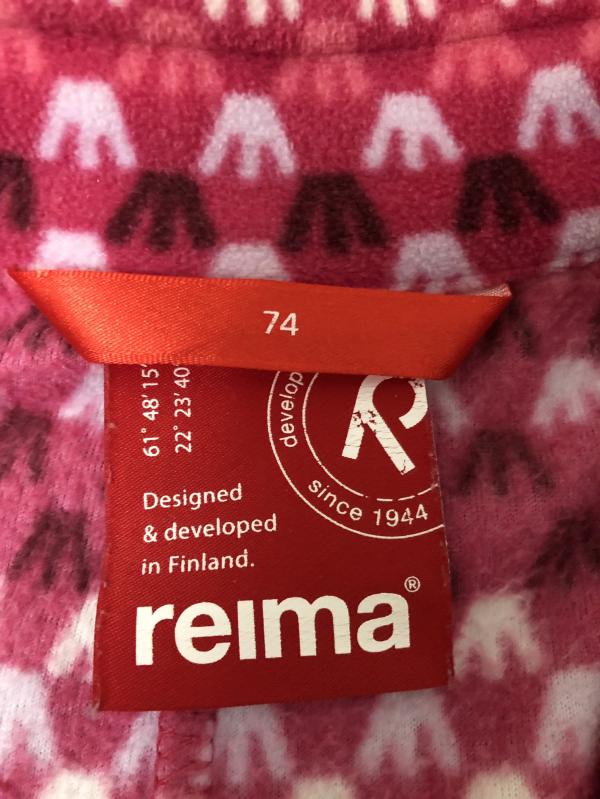 74
61° 48' 15"
22° 23' 40
develop
since 1944
Designed
& developed
in Finland.
reima®